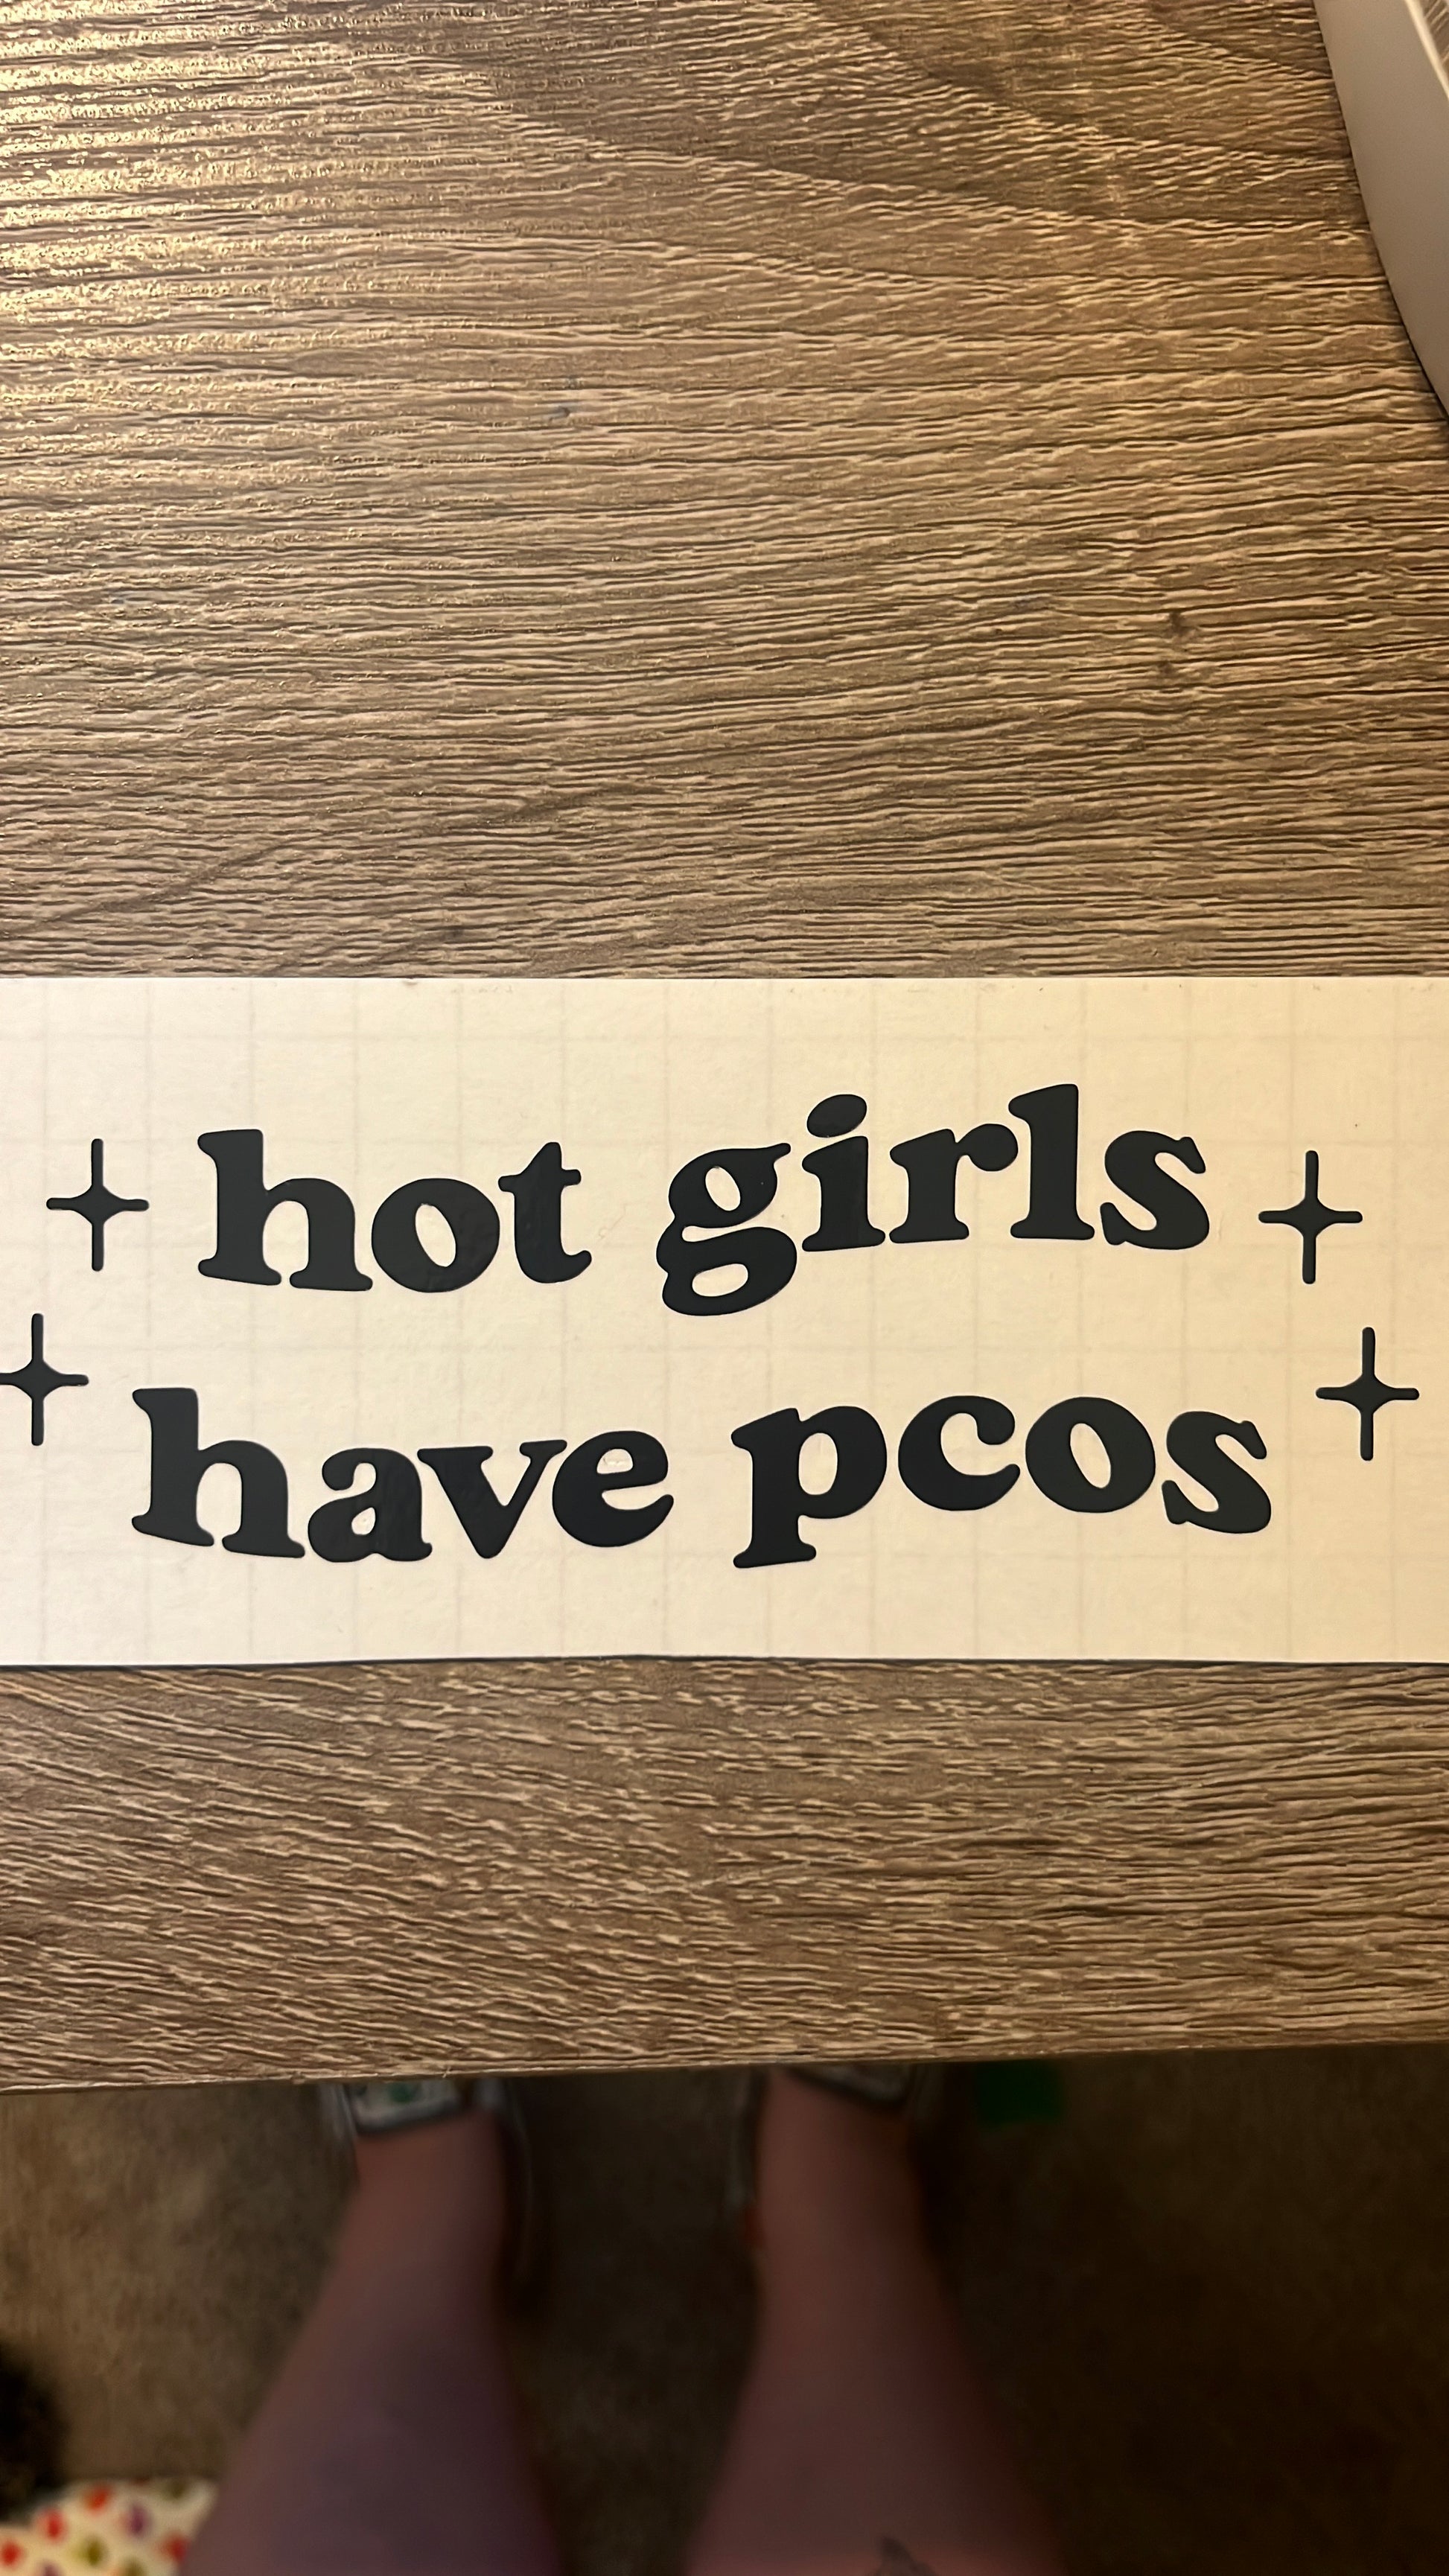 hot girls
have pcos